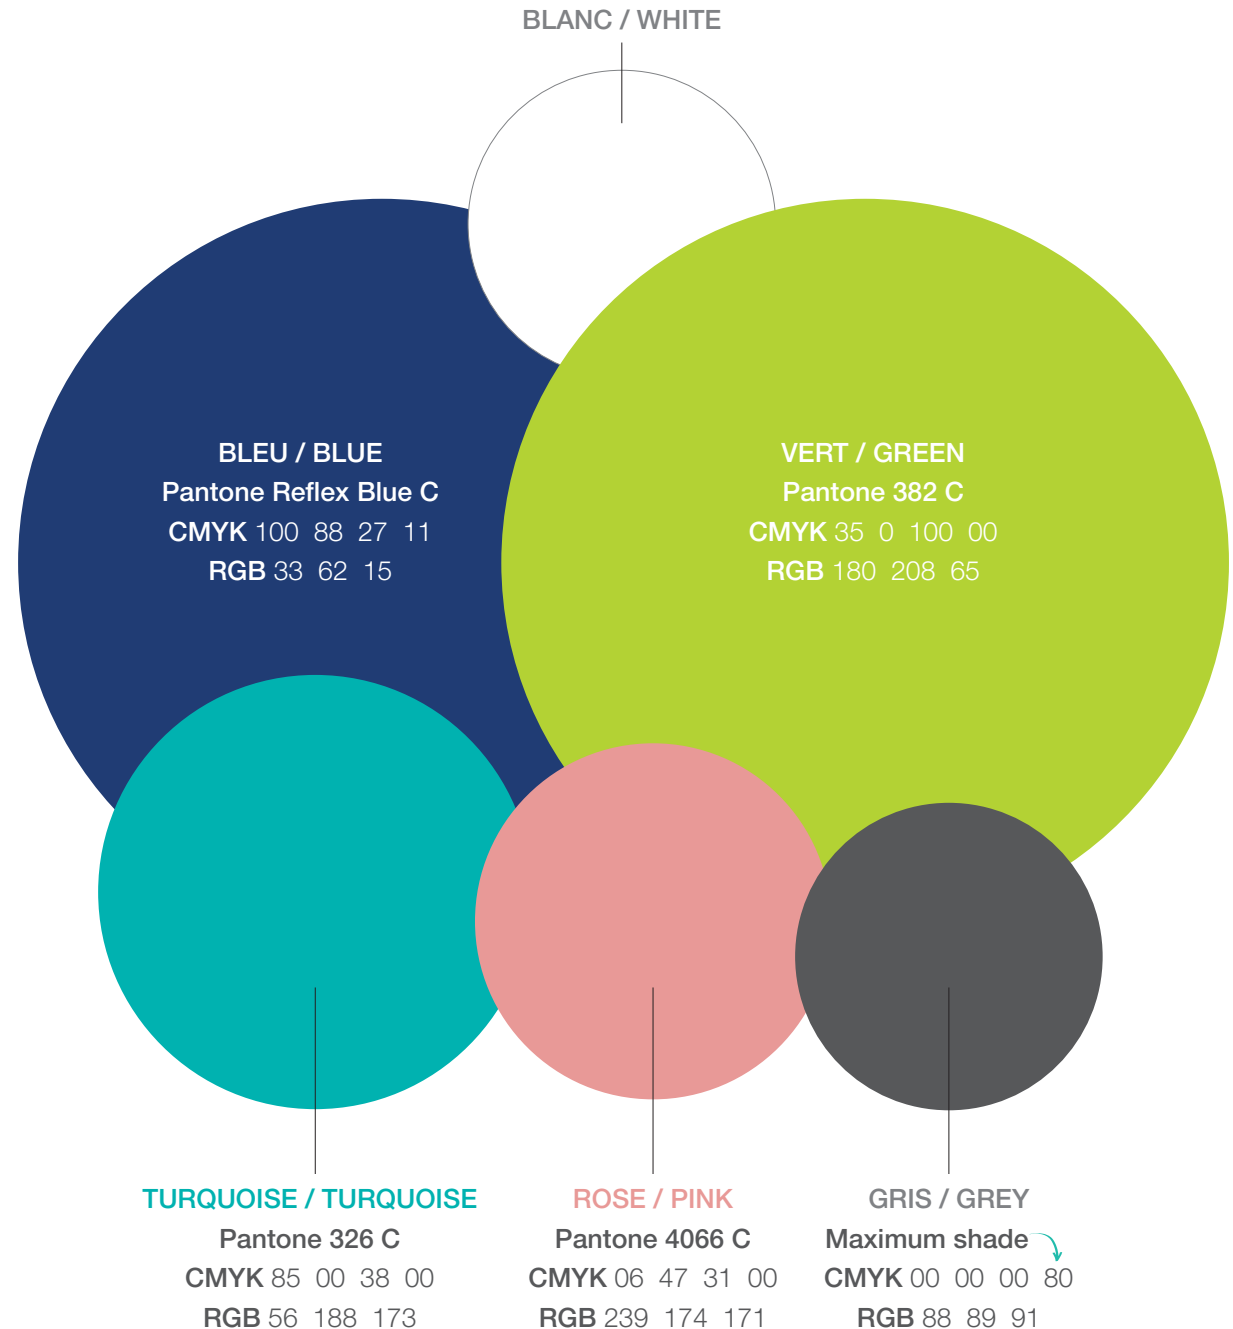 BLANC / WHITE
BLEU / BLUE
Pantone Reflex Blue C
CMYK 100 88 27 11
RGB 33 62 15
VERT / GREEN
Pantone 382 C
CMYK 35 0 100 00
RGB 180 208 65
TURQUOISE / TURQUOISE
Pantone 326 C
CMYK 85 00 38 00
RGB 56 188 173
ROSE / PINK
Pantone 4066 C
CMYK 06 47 31 00
RGB 239 174 171
GRIS / GREY
Maximum shade
CMYK 00 00 00 80
RGB 88 89 91